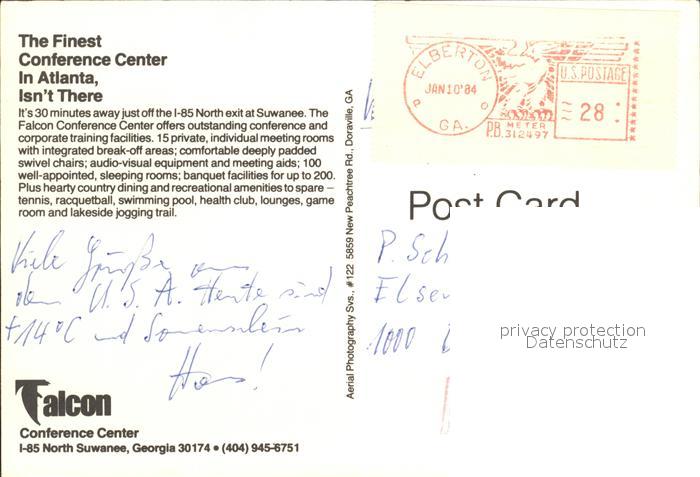 The Finest
Conference Center
In Atlanta,
Isn't There
It's 30 minutes away just off the I-85 North exit at Suwanee. The
Falcon Conference Center offers outstanding conference and
corporate training facilities. 15 private, individual meeting rooms
with integrated break-off areas; comfortable deeply padded
swivel chairs; audio-visual equipment and meeting aids; 100
well-appointed, sleeping rooms; banquet facilities for up to 200.
Plus hearty country dining and recreational amenities to spare –
tennis, racquetball, swimming pool, health club, lounges, game
room and lakeside jogging trail.
Viele Grüße aus
dem U.S.A. Heute sind
+14°C und Sonnenschein
Hans!
Falcon
Conference Center
I-85 North Suwanee, Georgia 30174 • (404) 945-6751
Aerial Photography Svs., #122 5859 New Peachtree Rd., Doraville, GA
ELBERTON
JAN10'84
GA.
U.S. POSTAGE
28
P.B. METER
312497
Post Card
P. Sch
Elsen
1000
privacy protection
Datenschutz